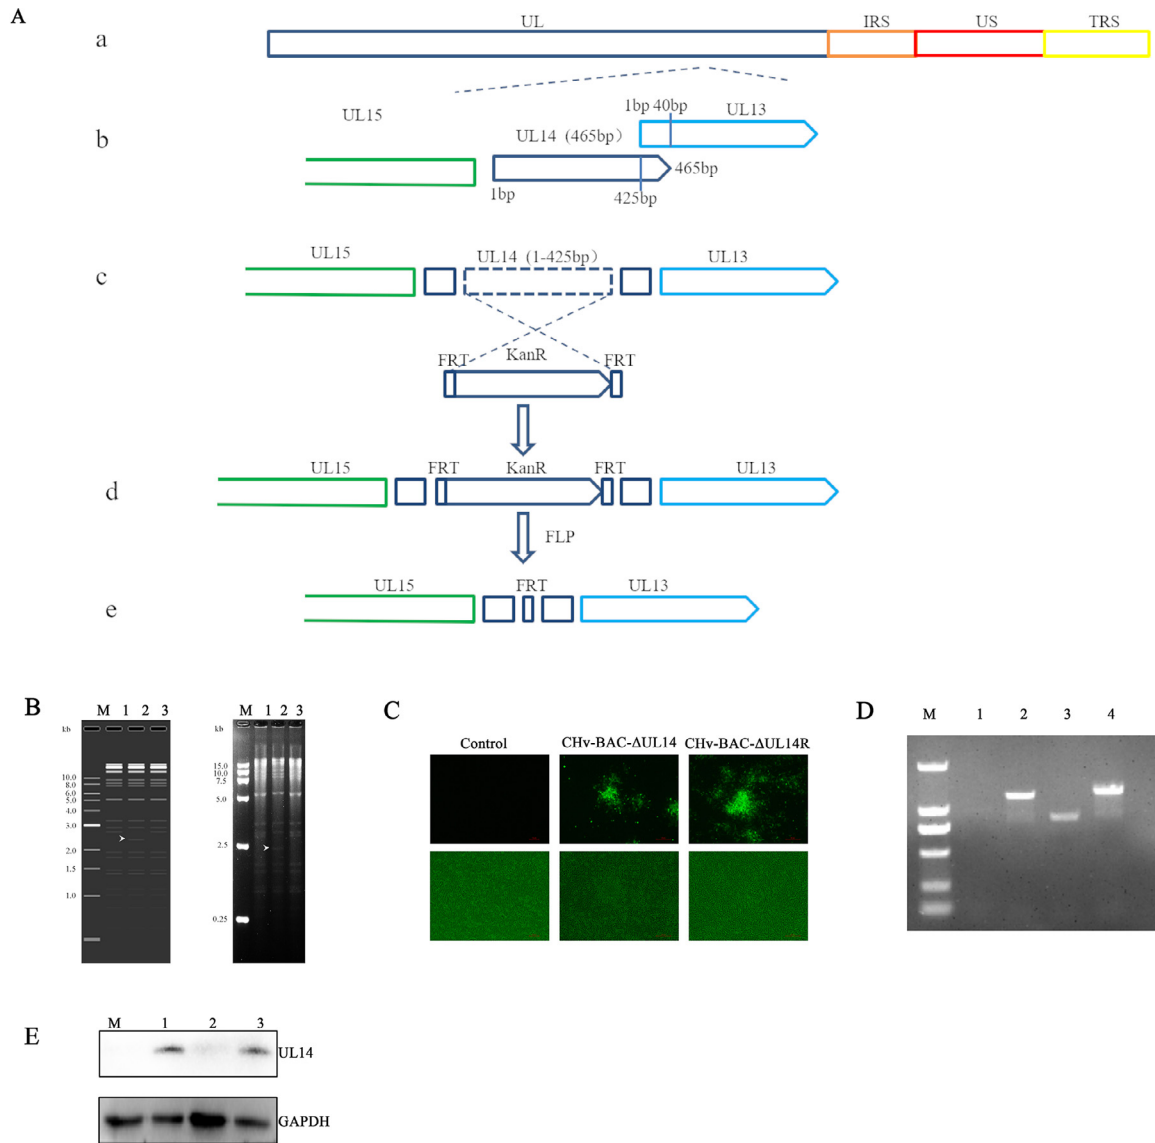 A
UL IRS US TRS
a
UL15 1bp 40bp UL13
b UL14 (465bp)
465bp
1bp 425bp
UL15 UL14 (1-425bp) UL13
c
FRT KanR FRT
UL15 FRT KanR FRT UL13
d
FLP
UL15 FRT UL13
e
B
M 1 2 3
kb
10.0
8.0
6.0
5.0
4.0
3.0
2.0
1.5
1.0
M 1 2 3
kb
15.0
10.0
7.5
5.0
2.5
0.25
C
Control CHv-BAC-ΔUL14 CHv-BAC-ΔUL14R
D
M 1 2 3 4
E
M 1 2 3
UL14
GAPDH